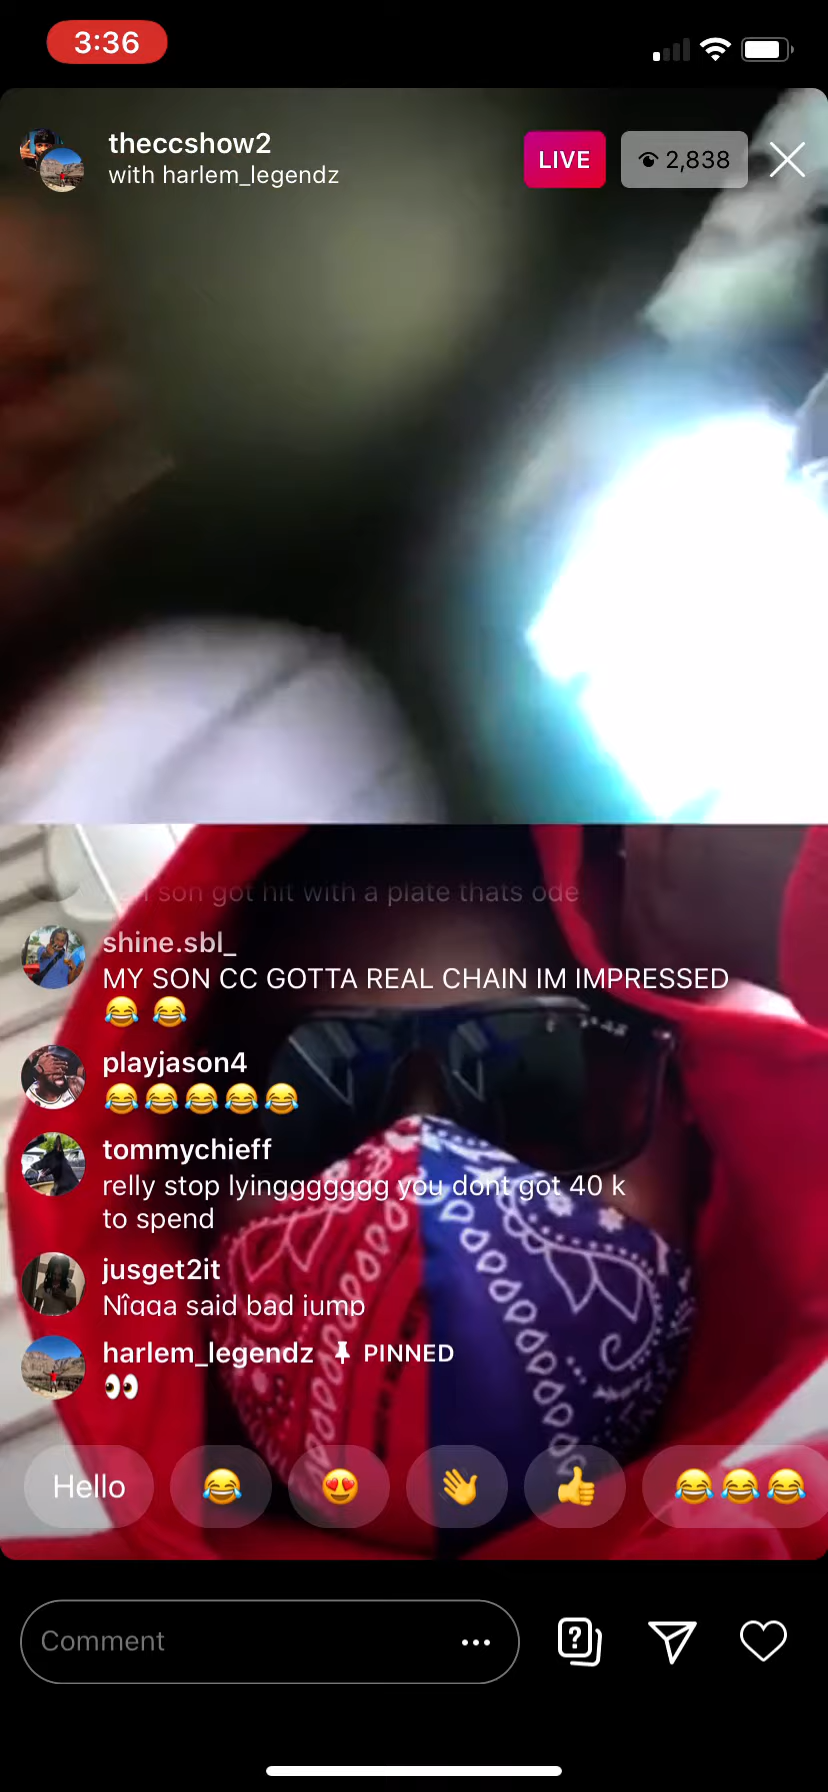 3:36
theccshow2
with harlem_legendz
LIVE
2,838
son got hit with a plate thats ode
shine.sbl_
MY SON CC GOTTA REAL CHAIN IM IMPRESSED
😂 😂
playjason4
😂😂😂😂😂
tommychieff
relly stop lyinggggggg you dont got 40 k
to spend
jusget2it
Nîgga said bad jump
harlem_legendz PINNED
👀
Hello 😂 😍 👋 👍 😂😂😂
Comment